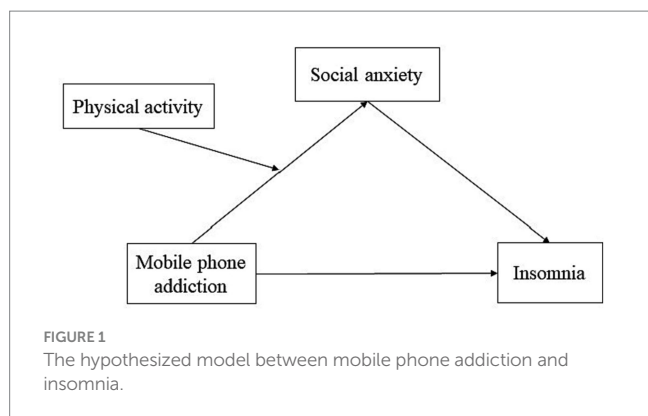 Social anxiety
Physical activity
Mobile phone
addiction
Insomnia
FIGURE 1
The hypothesized model between mobile phone addiction and
insomnia.